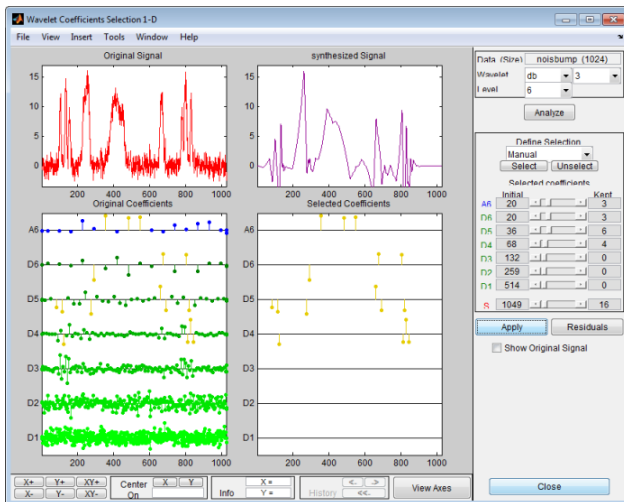 Wavelet Coefficients Selection 1-D
File View Insert Tools Window Help
Original Signal
15
10
5
0
0 200 400 600 800 1000
synthesized Signal
15
10
5
0
0 200 400 600 800 1000
Original Coefficients
A6
D6
D5
D4
D3
D2
D1
200 400 600 800 1000
Selected Coefficients
A6
D6
D5
D4
D3
D2
D1
200 400 600 800 1000
Data (Size) noisbump (1024)
Wavelet db 3
Level 6
Analyze
Define Selection
Manual
Select Unselect
Selected coefficients
Initial Kept
A6 20 3
D6 20 3
D5 36 6
D4 68 4
D3 132 0
D2 259 0
D1 514 0
S 1049 16
Apply Residuals
Show Original Signal
X+ Y+ XY+
X- Y- XY-
Center On X Y
Info X = Y =
History <- -> <<-
View Axes
Close